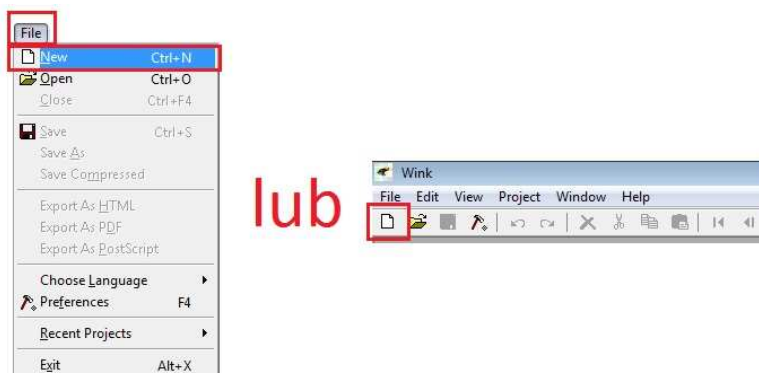 File
New Ctrl+N
Open Ctrl+O
Close Ctrl+F4
Save Ctrl+S
Save As
Save Compressed
Export As HTML
Export As PDF
Export As PostScript
Choose Language
Preferences F4
Recent Projects
Exit Alt+X
lub
Wink
File Edit View Project Window Help